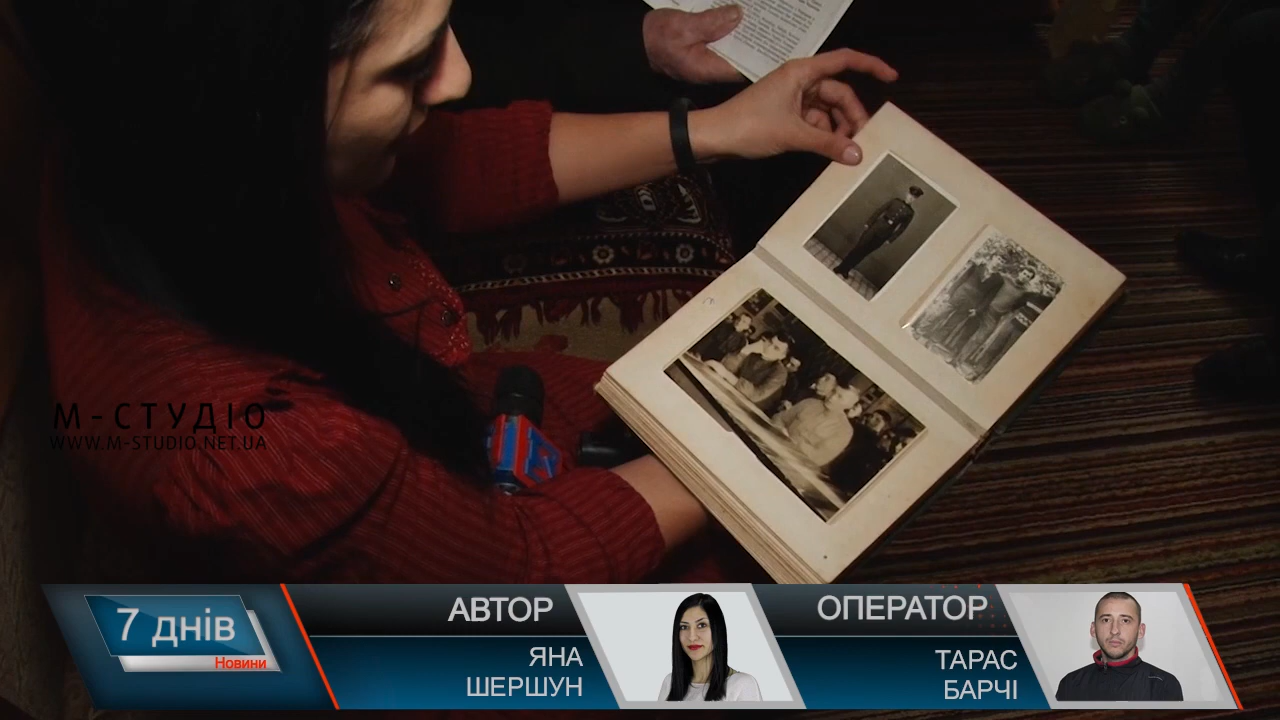 М-СТУДІО
WWW.M-STUDIO.NET.UA
7 днів
Новини
АВТОР
ЯНА
ШЕРШУН
ОПЕРАТОР
ТАРАС
БАРЧІ